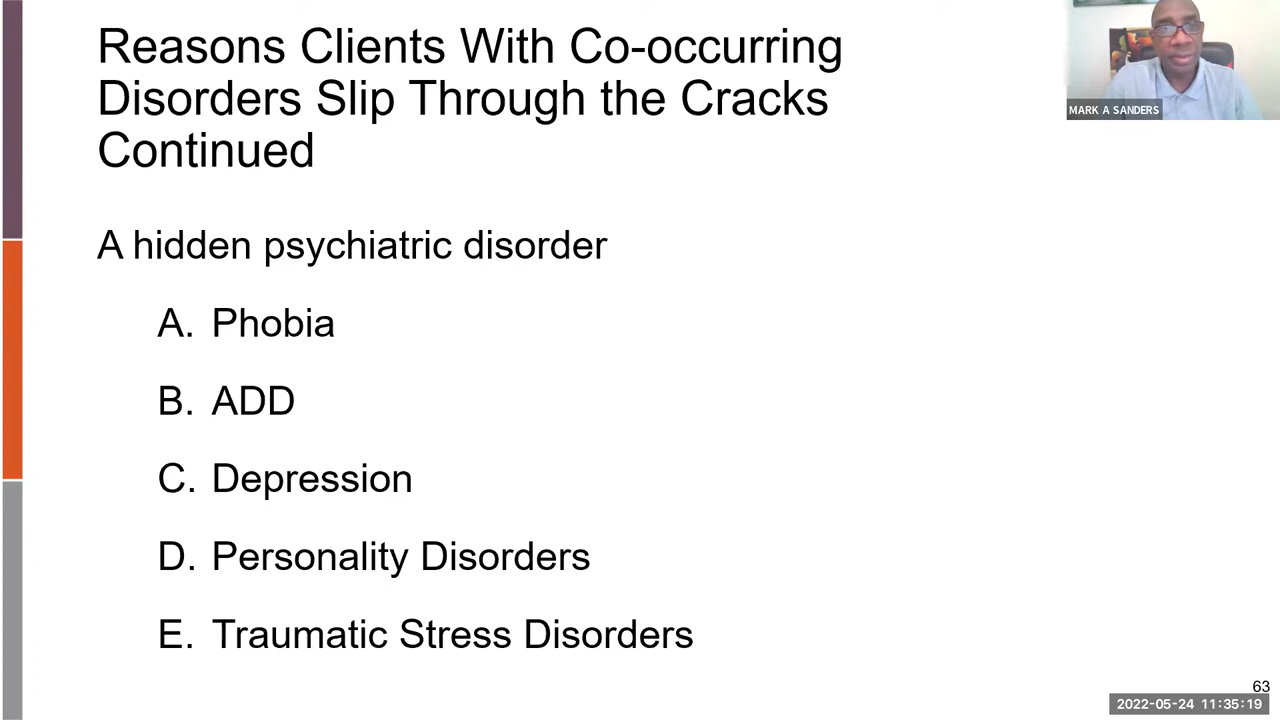 Reasons Clients With Co-occurring
Disorders Slip Through the Cracks
Continued
MARK A SANDERS
A hidden psychiatric disorder
A. Phobia
B. ADD
C. Depression
D. Personality Disorders
E. Traumatic Stress Disorders
63
2022-05-24 11:35:19